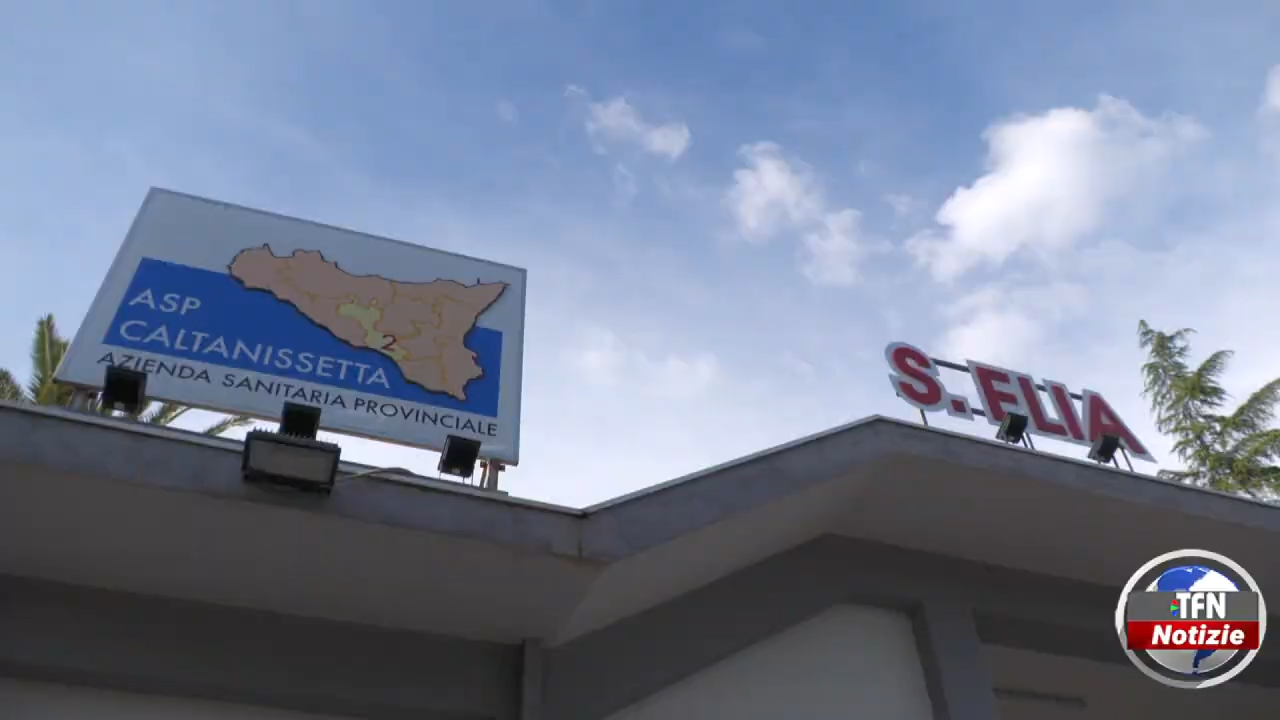 ASP
CALTANISSETTA
AZIENDA SANITARIA PROVINCIALE
2
S. ELIA
TFN
Notizie